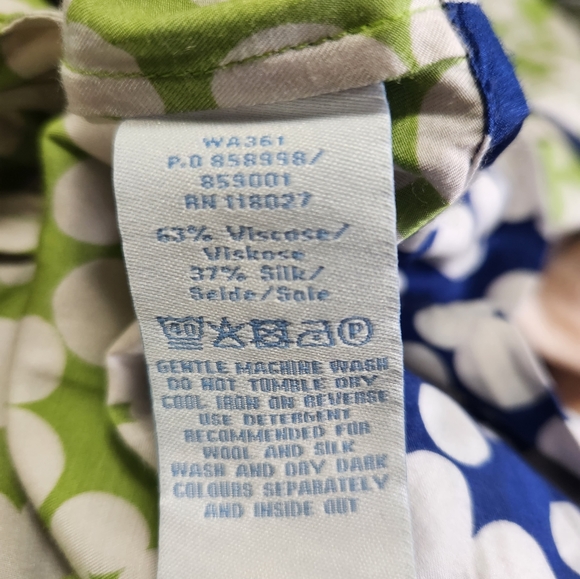 WA361
P.O 858998/
859001
RN 118027
63% Viscose/
Viskose
37% Silk/
Seide/Soie
40 P
GENTLE MACHINE WASH
DO NOT TUMBLE DRY
COOL IRON ON REVERSE
USE DETERGENT
RECOMMENDED FOR
WOOL AND SILK
WASH AND DRY DARK
COLOURS SEPARATELY
AND INSIDE OUT